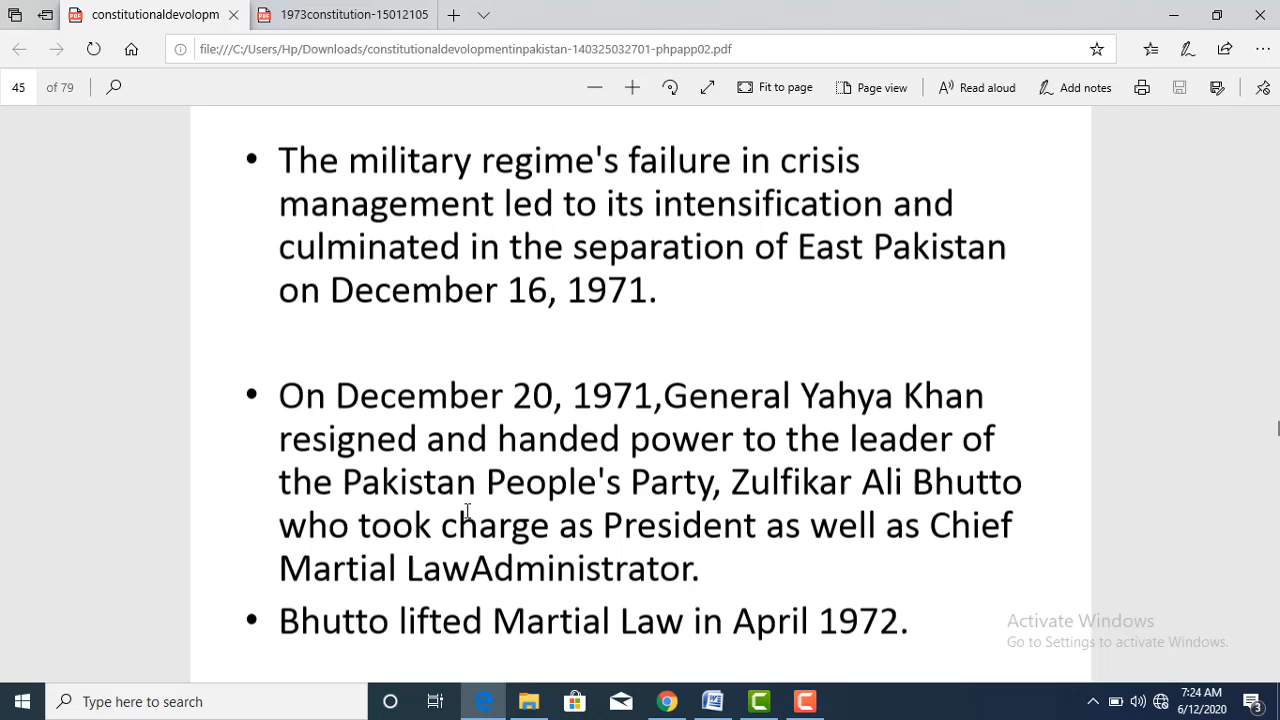 constitutionaldevolopm
1973constitution-15012105
file:///C:/Users/Hp/Downloads/constitutionaldevolopmentinpakistan-140325032701-phpapp02.pdf
45 of 79
Fit to page
Page view
Read aloud
Add notes
• The military regime's failure in crisis
management led to its intensification and
culminated in the separation of East Pakistan
on December 16, 1971.
• On December 20, 1971,General Yahya Khan
resigned and handed power to the leader of
the Pakistan People's Party, Zulfikar Ali Bhutto
who took charge as President as well as Chief
Martial LawAdministrator.
• Bhutto lifted Martial Law in April 1972.
Activate Windows
Go to Settings to activate Windows.
Type here to search
7:24 AM
6/12/2020
3